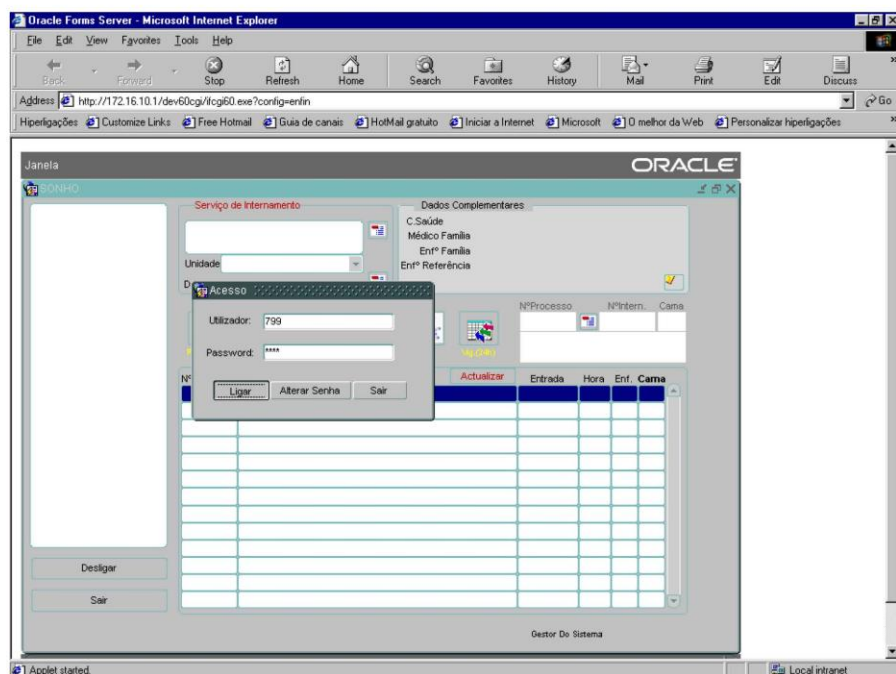 Oracle Forms Server - Microsoft Internet Explorer
File Edit View Favorites Tools Help
Back Forward Stop Refresh Home Search Favorites History Mail Print Edit Discuss
Address http://172.16.10.1/dev60cgi/ifcgi60.exe?config=enfin Go
Hiperligações Customize Links Free Hotmail Guia de canais HotMail gratuito Iniciar a Internet Microsoft O melhor da Web Personalizar hiperligações
Janela ORACLE
SONHO
Serviço de Internamento
Unidade
Dados Complementares
C.Saúde
Médico Família
Enfº Família
Enfº Referência
Acesso
Utilizador: 799
Password: ****
Ligar Alterar Senha Sair
NºProcesso NºIntern. Cama
Actualizar Entrada Hora Enf. Cama
Desligar
Sair
Gestor Do Sistema
Applet started. Local intranet